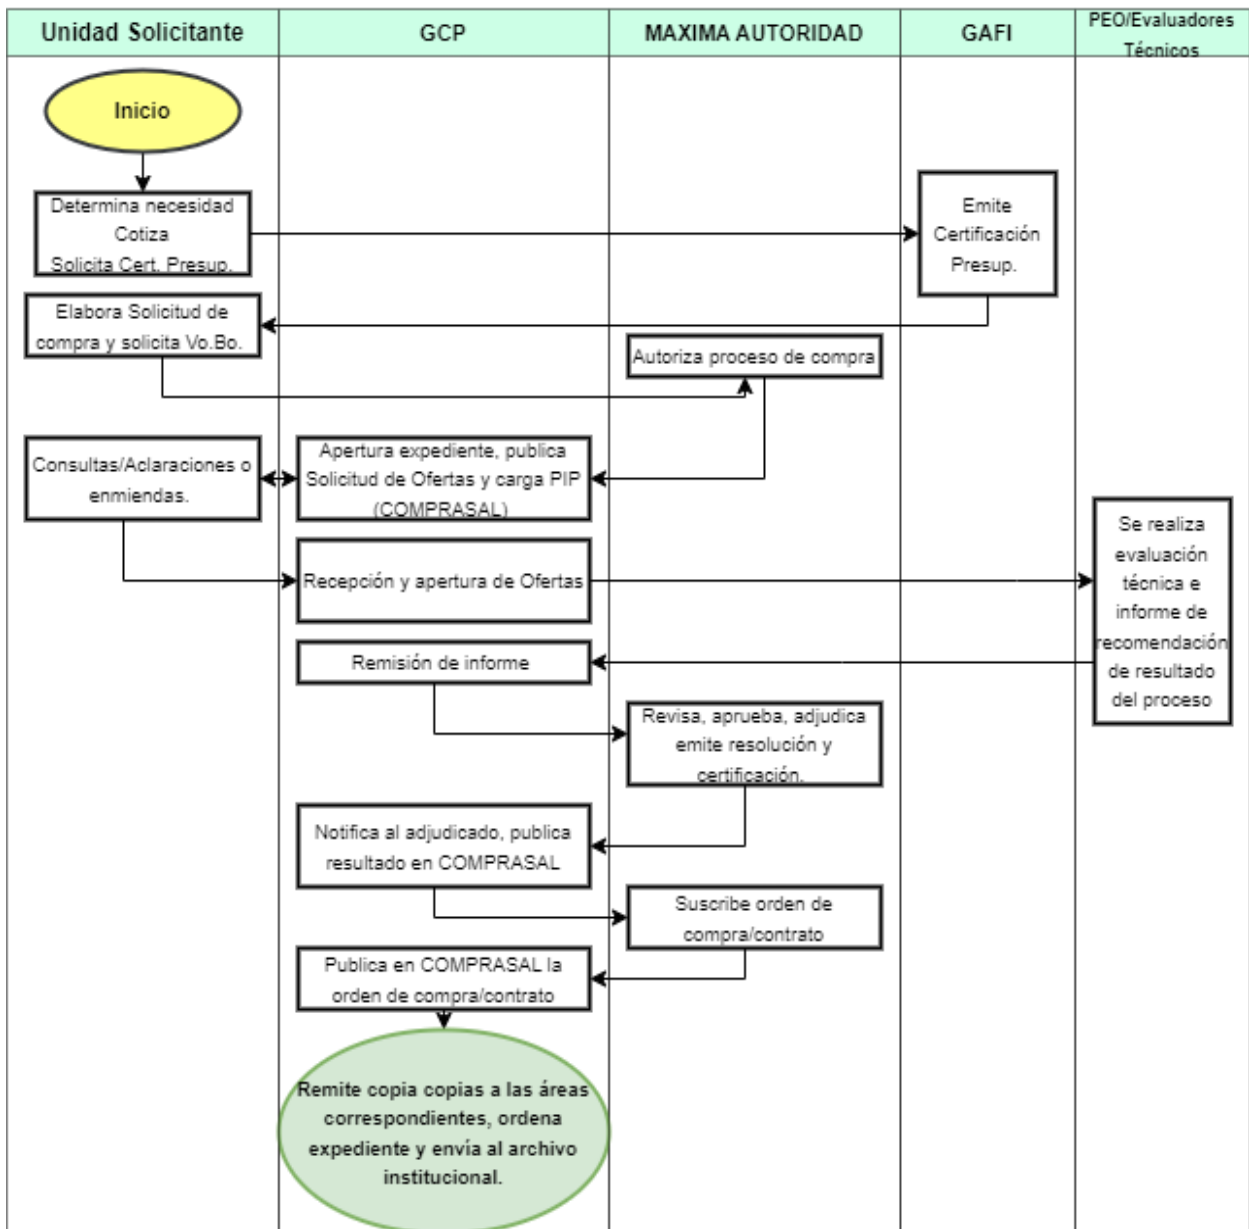 Unidad Solicitante
GCP
MAXIMA AUTORIDAD
GAFI
PEO/Evaluadores
Técnicos
Inicio
Determina necesidad
Cotiza
Solicita Cert. Presup.
Emite
Certificación
Presup.
Elabora Solicitud de
compra y solicita Vo.Bo.
Autoriza proceso de compra
Consultas/Aclaraciones o
enmiendas.
Apertura expediente, publica
Solicitud de Ofertas y carga PIP
(COMPRASAL)
Recepción y apertura de Ofertas
Se realiza
evaluación
técnica e
informe de
recomendación
de resultado
del proceso
Remisión de informe
Revisa, aprueba, adjudica
emite resolución y
certificación.
Notifica al adjudicado, publica
resultado en COMPRASAL
Suscribe orden de
compra/contrato
Publica en COMPRASAL la
orden de compra/contrato
Remite copia copias a las áreas
correspondientes, ordena
expediente y envía al archivo
institucional.